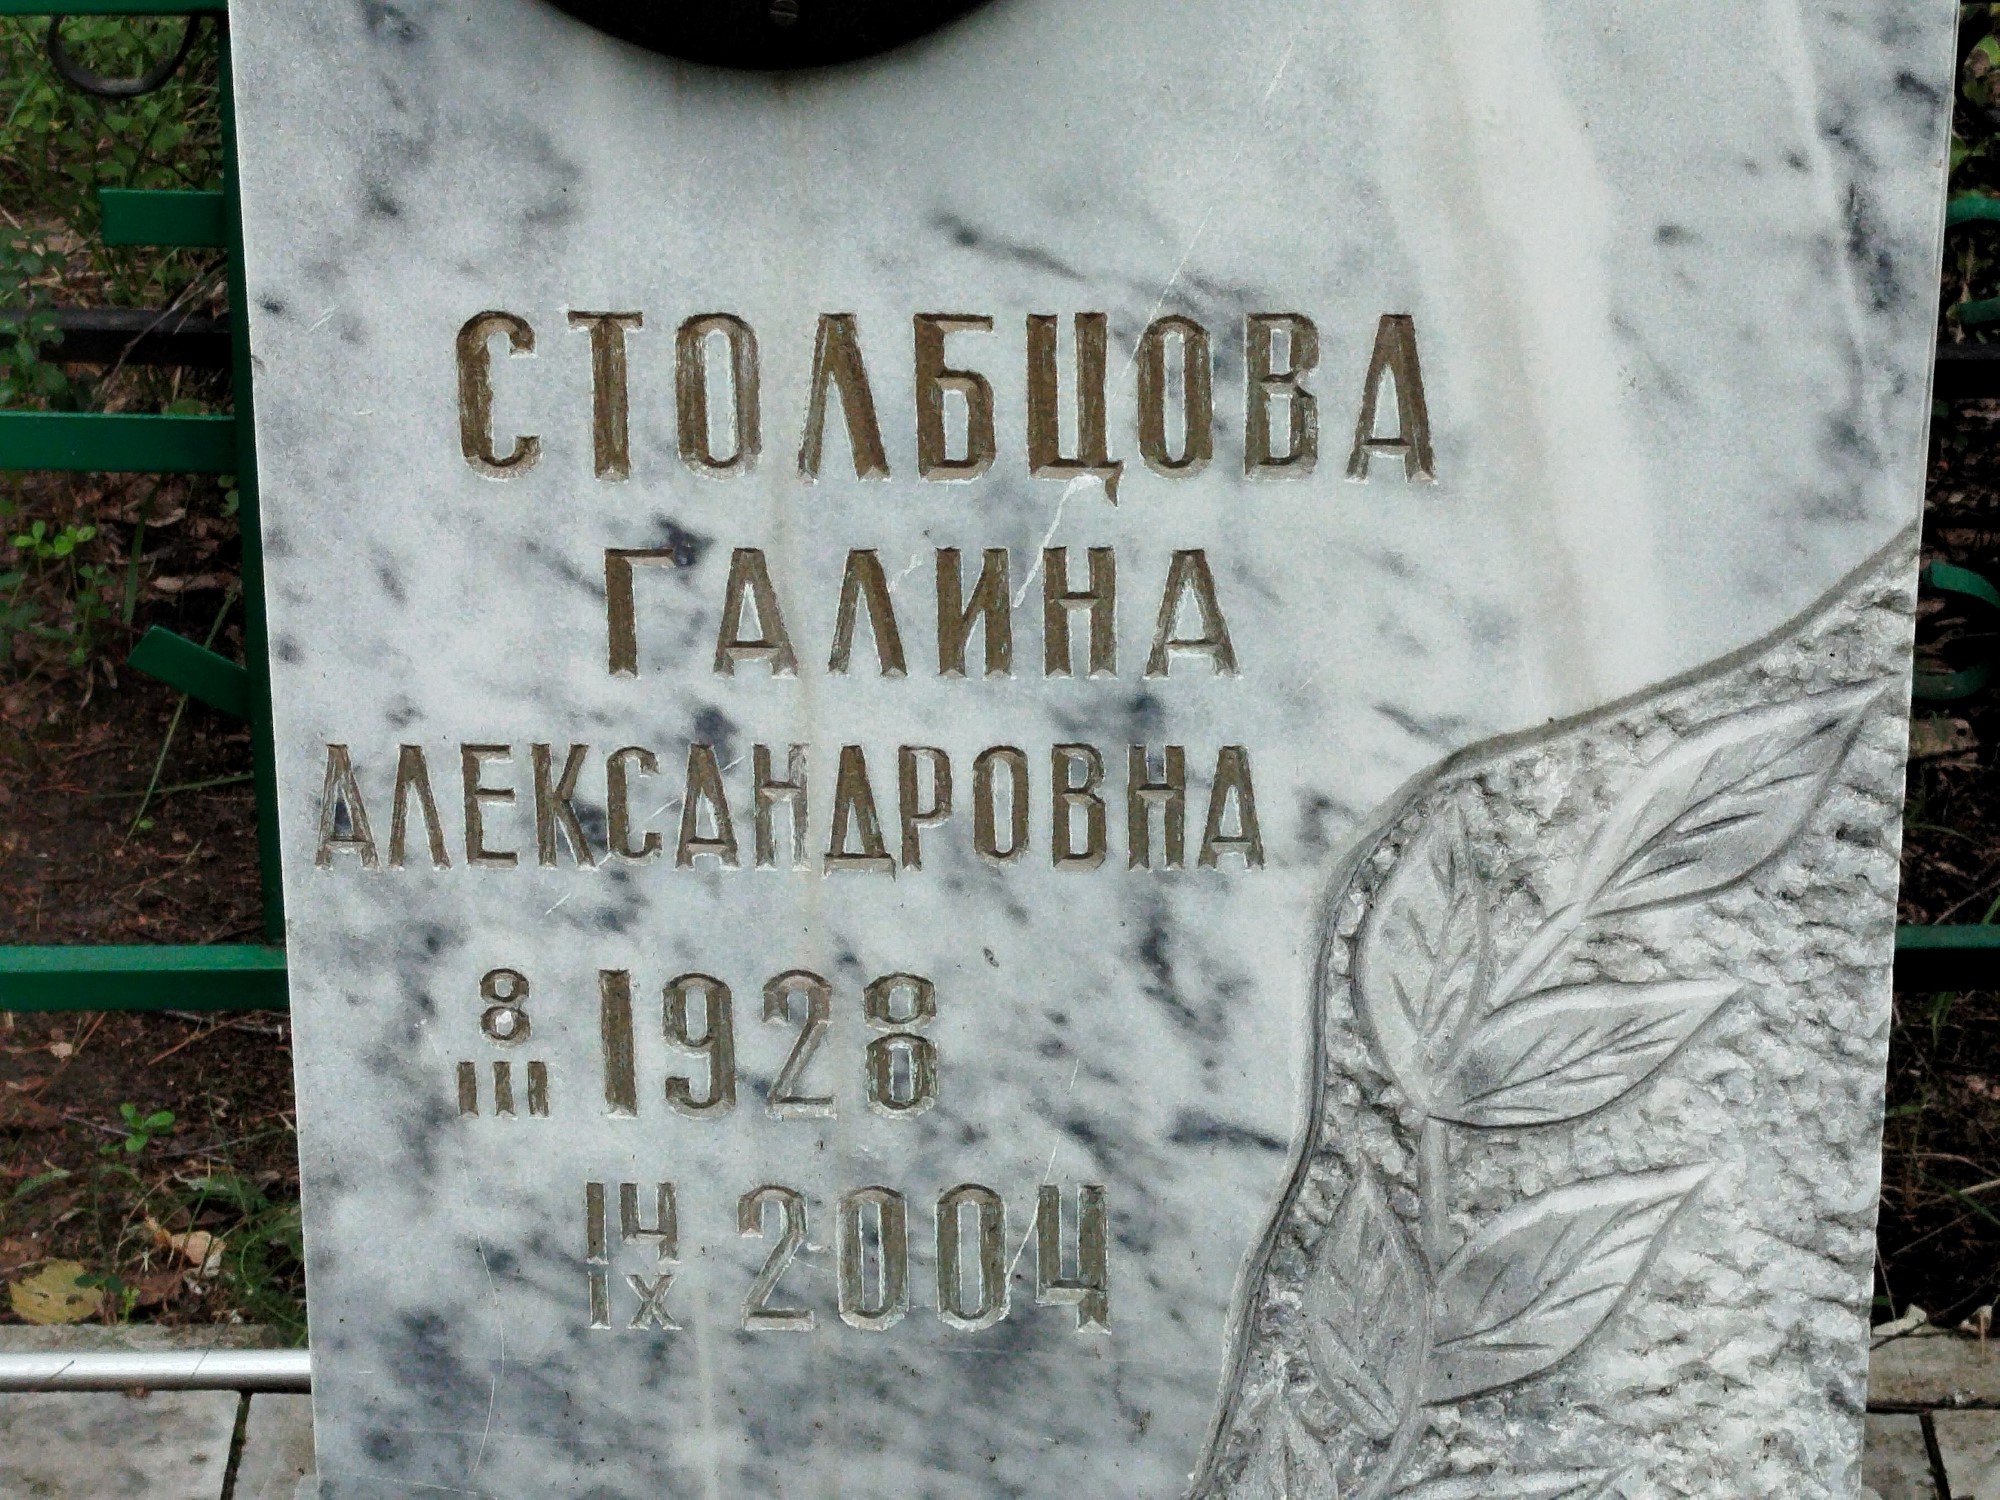 СТОЛБЦОВА
ГАЛИНА
АЛЕКСАНДРОВНА
8 1928
III
14 2004
IX